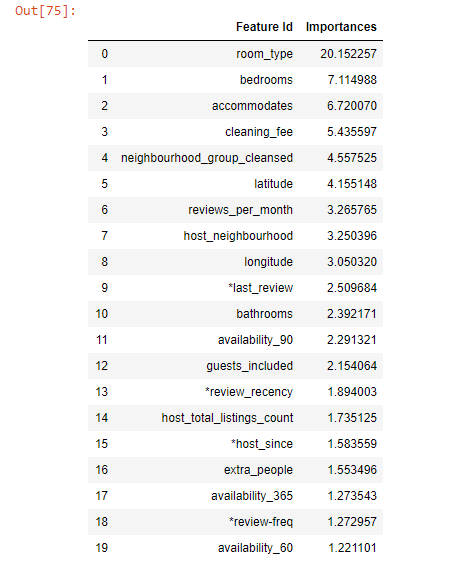 Out[75]:
Feature Id Importances
0 room_type 20.152257
1 bedrooms 7.114988
2 accommodates 6.720070
3 cleaning_fee 5.435597
4 neighbourhood_group_cleansed 4.557525
5 latitude 4.155148
6 reviews_per_month 3.265765
7 host_neighbourhood 3.250396
8 longitude 3.050320
9 *last_review 2.509684
10 bathrooms 2.392171
11 availability_90 2.291321
12 guests_included 2.154064
13 *review_recency 1.894003
14 host_total_listings_count 1.735125
15 *host_since 1.583559
16 extra_people 1.553496
17 availability_365 1.273543
18 *review-freq 1.272957
19 availability_60 1.221101